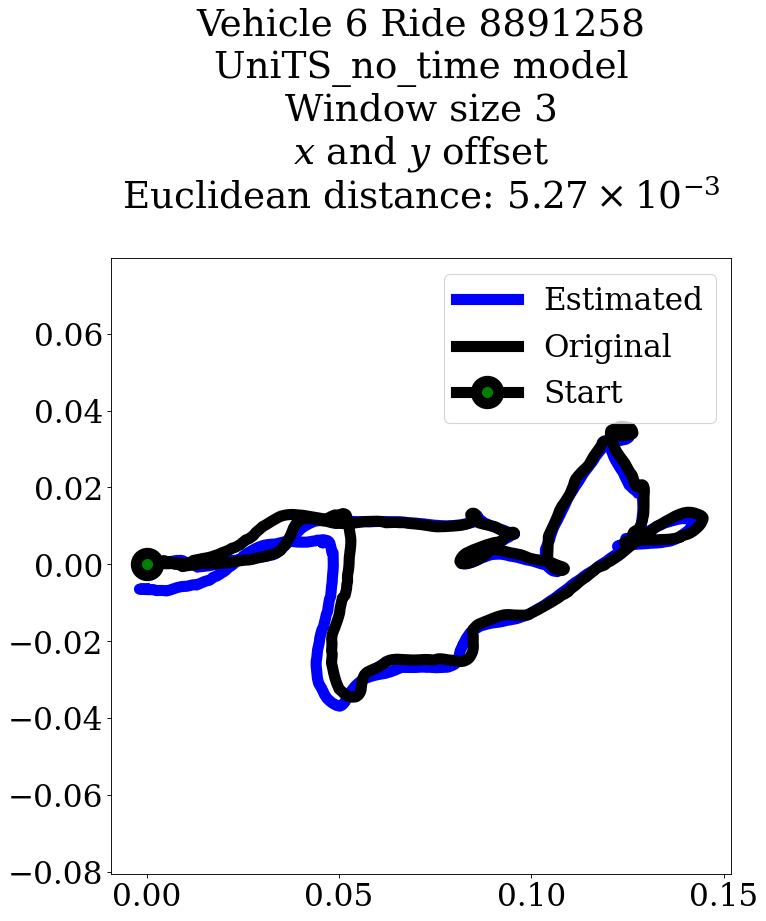 Vehicle 6 Ride 8891258
UniTS_no_time model
Window size 3
x and y offset
Euclidean distance: 5.27 × 10⁻³
Estimated
Original
Start
0.06
0.04
0.02
0.00
−0.02
−0.04
−0.06
−0.08
0.00 0.05 0.10 0.15